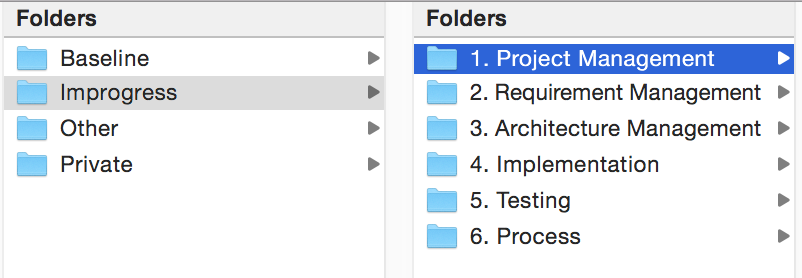 Folders
Baseline
Improgress
Other
Private
Folders
1. Project Management
2. Requirement Management
3. Architecture Management
4. Implementation
5. Testing
6. Process